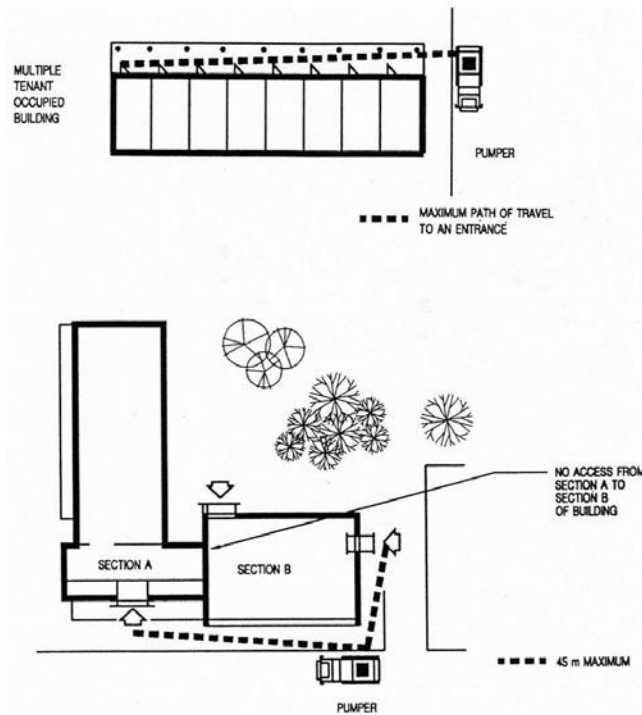 MULTIPLE
TENANT
OCCUPIED
BUILDING
PUMPER
MAXIMUM PATH OF TRAVEL
TO AN ENTRANCE
NO ACCESS FROM
SECTION A TO
SECTION B
OF BUILDING
SECTION A
SECTION B
45 m MAXIMUM
PUMPER